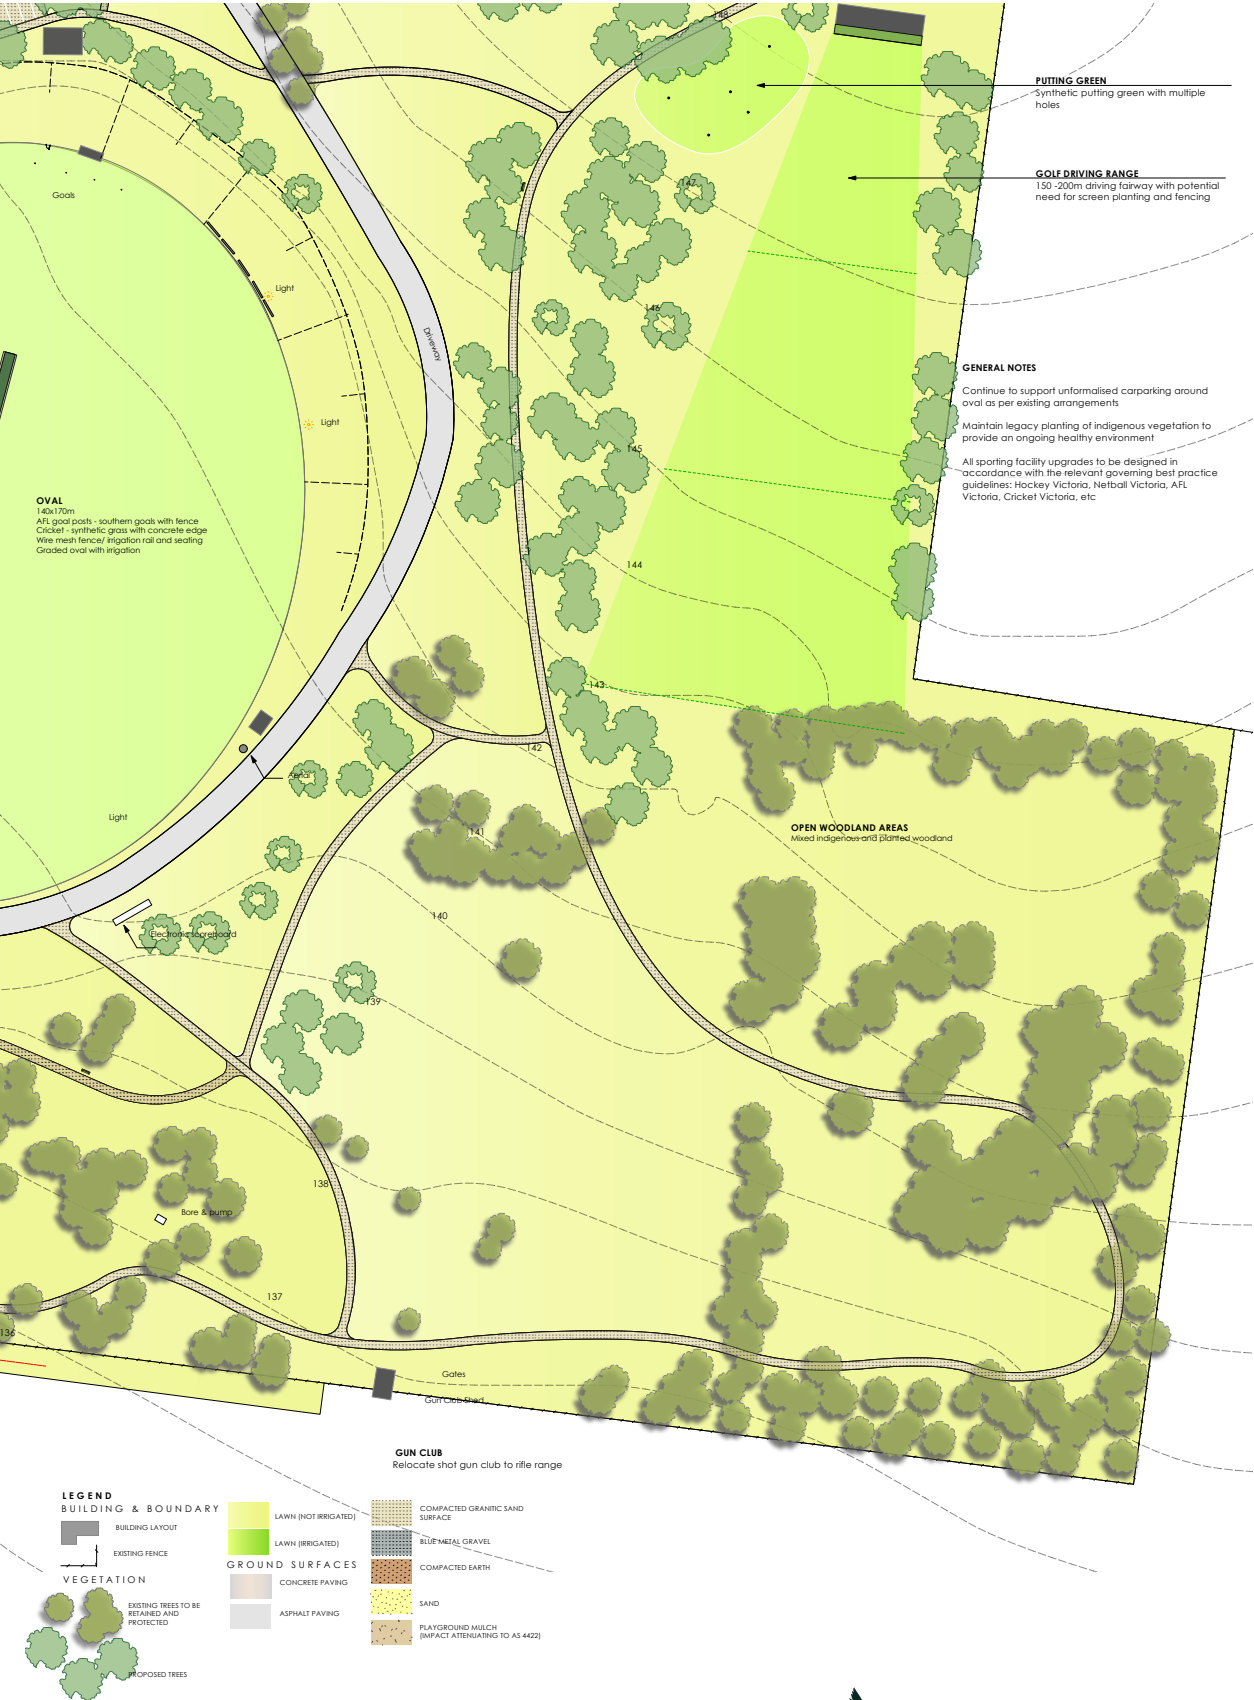 148
PUTTING GREEN
Synthetic putting green with multiple
holes
147
GOLF DRIVING RANGE
150 -200m driving fairway with potential
need for screen planting and fencing
Goals
Light
146
Driveway
GENERAL NOTES
Continue to support unformalised carparking around
oval as per existing arrangements
Maintain legacy planting of indigenous vegetation to
provide an ongoing healthy environment
All sporting facility upgrades to be designed in
accordance with the relevant governing best practice
guidelines: Hockey Victoria, Netball Victoria, AFL
Victoria, Cricket Victoria, etc
Light
145
OVAL
140x170m
AFL goal posts - southern goals with fence
Cricket - synthetic grass with concrete edge
Wire mesh fence/ irrigation rail and seating
Graded oval with irrigation
144
143
142
Aerial
Light
141
OPEN WOODLAND AREAS
Mixed indigenous and planted woodland
140
Electronic scoreboard
139
138
Bore & pump
137
136
Gates
Gun Club Shed
GUN CLUB
Relocate shot gun club to rifle range
LEGEND
BUILDING & BOUNDARY
BUILDING LAYOUT
EXISTING FENCE
VEGETATION
EXISTING TREES TO BE
RETAINED AND
PROTECTED
PROPOSED TREES
LAWN (NOT IRRIGATED)
LAWN (IRRIGATED)
GROUND SURFACES
CONCRETE PAVING
ASPHALT PAVING
COMPACTED GRANITIC SAND
SURFACE
BLUE METAL GRAVEL
COMPACTED EARTH
SAND
PLAYGROUND MULCH
(IMPACT ATTENUATING TO AS 4422)